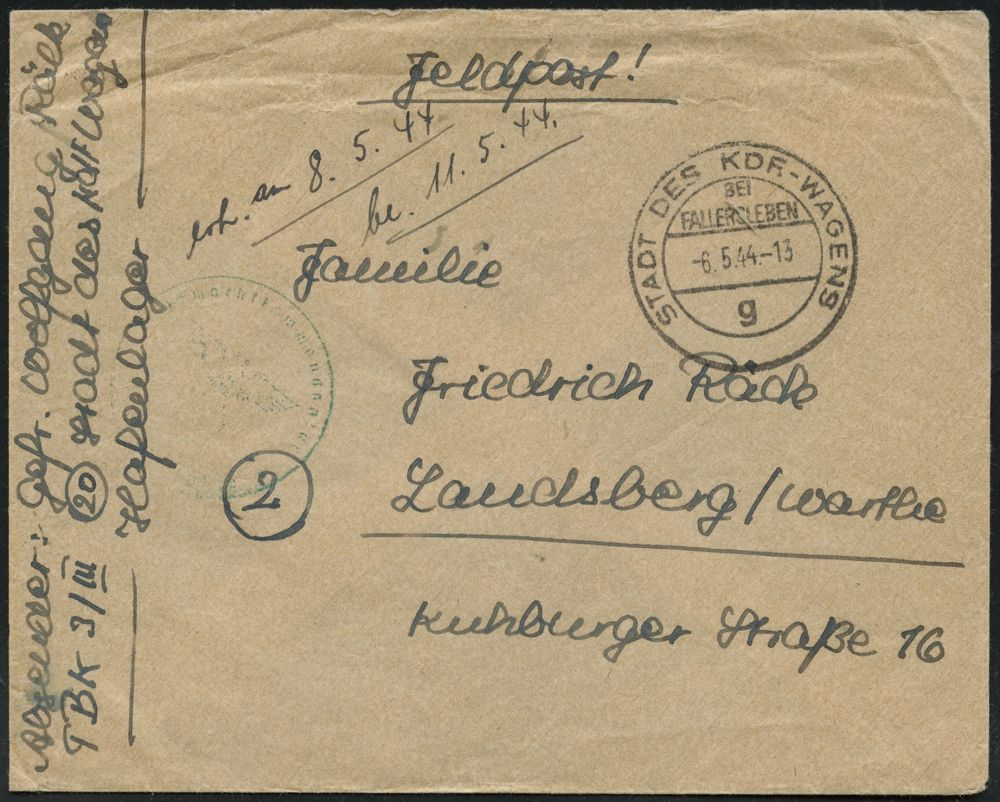 Feldpost!
erh. am 8. 5. 44
be. 11. 5. 44.
STADT DES KDF.-WAGENS
BEI
FALLERSLEBEN
-6.5.44.-13
g
Familie
Friedrich Räck
Landsberg/Warthe
Kuhburger Straße 16
2
Absender: Gefr. Wolfgang Räck
TBK 3/III (20) Stadt des KdF Wagen
Hafenlager